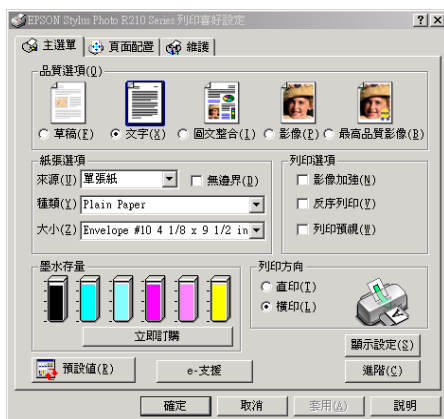 EPSON Stylus Photo R210 Series 列印喜好設定
主選單 頁面配置 維護
品質選項(Q)
草稿(F) 文字(X) 圖文整合(I) 影像(P) 最高品質影像(B)
紙張選項
來源(U) 單張紙 無邊界(D)
種類(Y) Plain Paper
大小(Z) Envelope #10 4 1/8 x 9 1/2 in
列印選項
影像加強(N)
反序列印(V)
列印預視(W)
墨水存量
立即訂購
列印方向
直印(T)
橫印(L)
顯示設定(S)
預設值(R) e-支援 進階(C)
確定 取消 套用(A) 說明